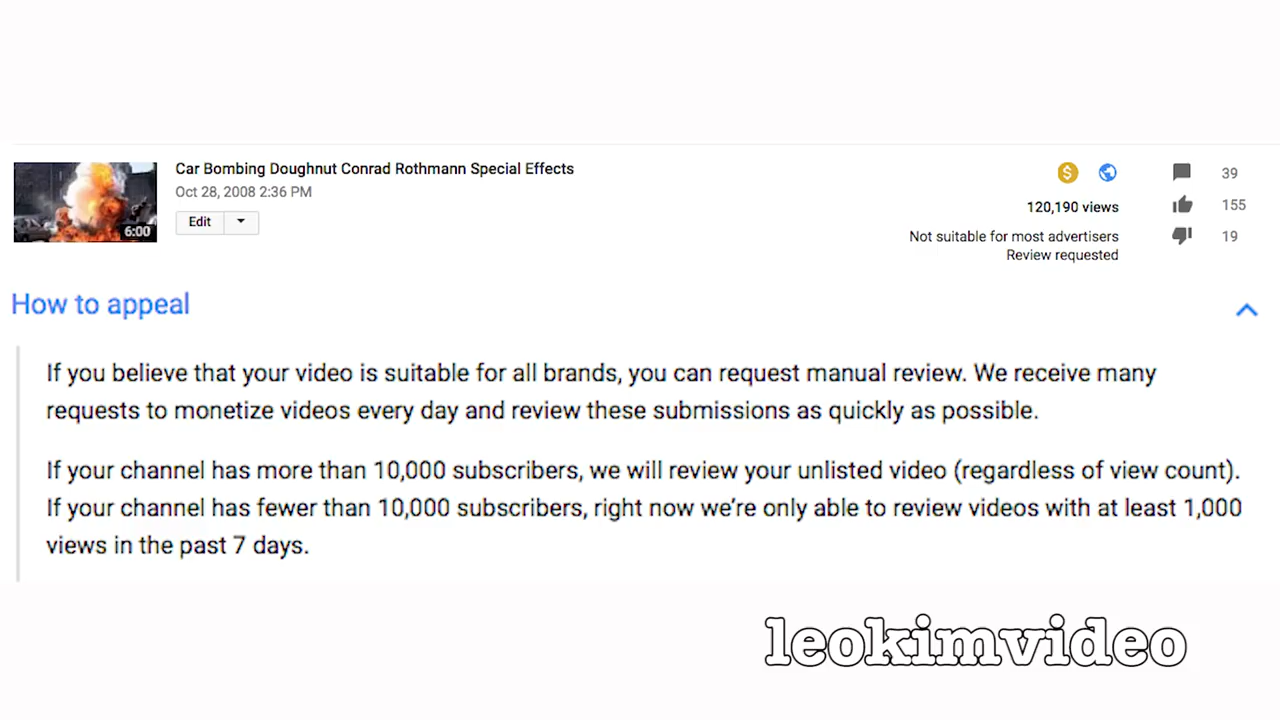 Car Bombing Doughnut Conrad Rothmann Special Effects
Oct 28, 2008 2:36 PM
Edit
6:00
$
120,190 views
Not suitable for most advertisers
Review requested
39
155
19
How to appeal
If you believe that your video is suitable for all brands, you can request manual review. We receive many
requests to monetize videos every day and review these submissions as quickly as possible.
If your channel has more than 10,000 subscribers, we will review your unlisted video (regardless of view count).
If your channel has fewer than 10,000 subscribers, right now we’re only able to review videos with at least 1,000
views in the past 7 days.
leokimvideo